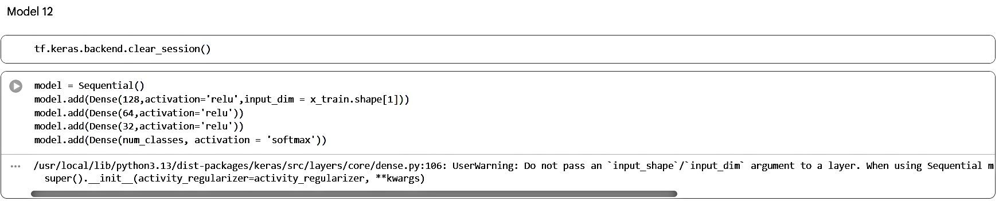 Model 12
tf.keras.backend.clear_session()
model = Sequential()
model.add(Dense(128,activation='relu',input_dim = x_train.shape[1]))
model.add(Dense(64,activation='relu'))
model.add(Dense(32,activation='relu'))
model.add(Dense(num_classes, activation = 'softmax'))
/usr/local/lib/python3.13/dist-packages/keras/src/layers/core/dense.py:106: UserWarning: Do not pass an `input_shape`/`input_dim` argument to a layer. When using Sequential m
super().__init__(activity_regularizer=activity_regularizer, **kwargs)